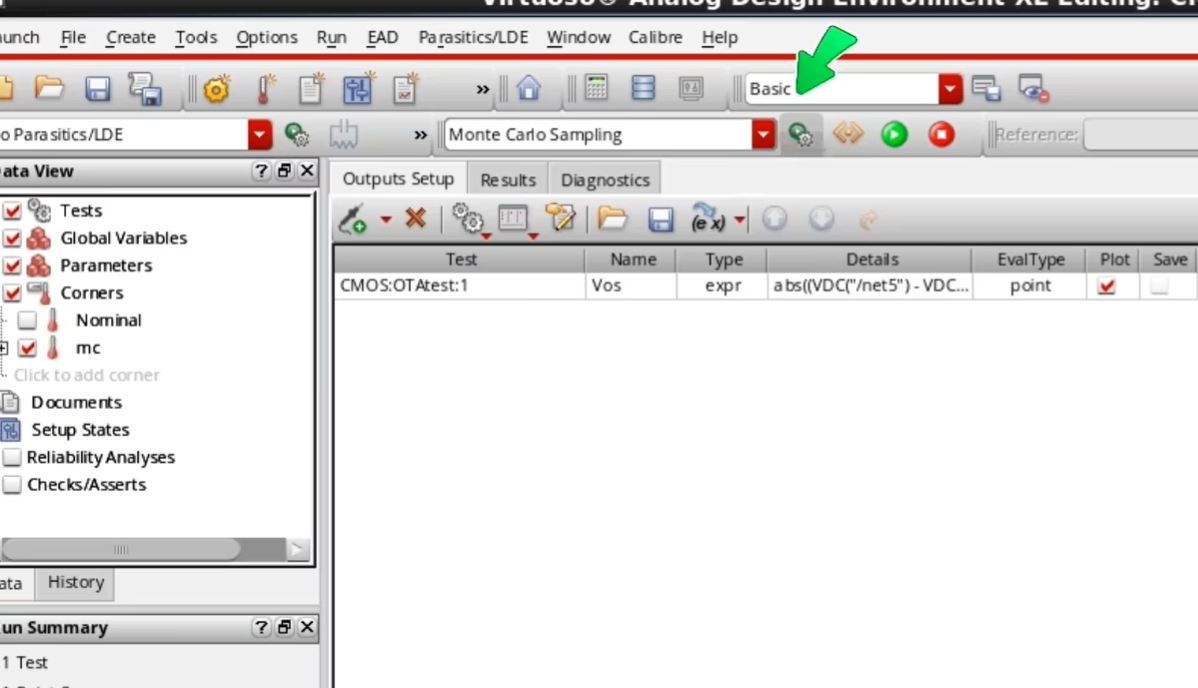 Virtuoso® Analog Design Environment XL Editing:
aunch File Create Tools Options Run EAD Parasitics/LDE Window Calibre Help
» Basic
o Parasitics/LDE » Monte Carlo Sampling Reference:
ata View ? X
Outputs Setup Results Diagnostics
Tests
Global Variables
Parameters
Corners
Nominal
mc
Click to add corner
Documents
Setup States
Reliability Analyses
Checks/Asserts
(ex)
Test Name Type Details EvalType Plot Save
CMOS:OTAtest:1 Vos expr abs((VDC("/net5") - VDC... point
ata History
un Summary ? X
1 Test